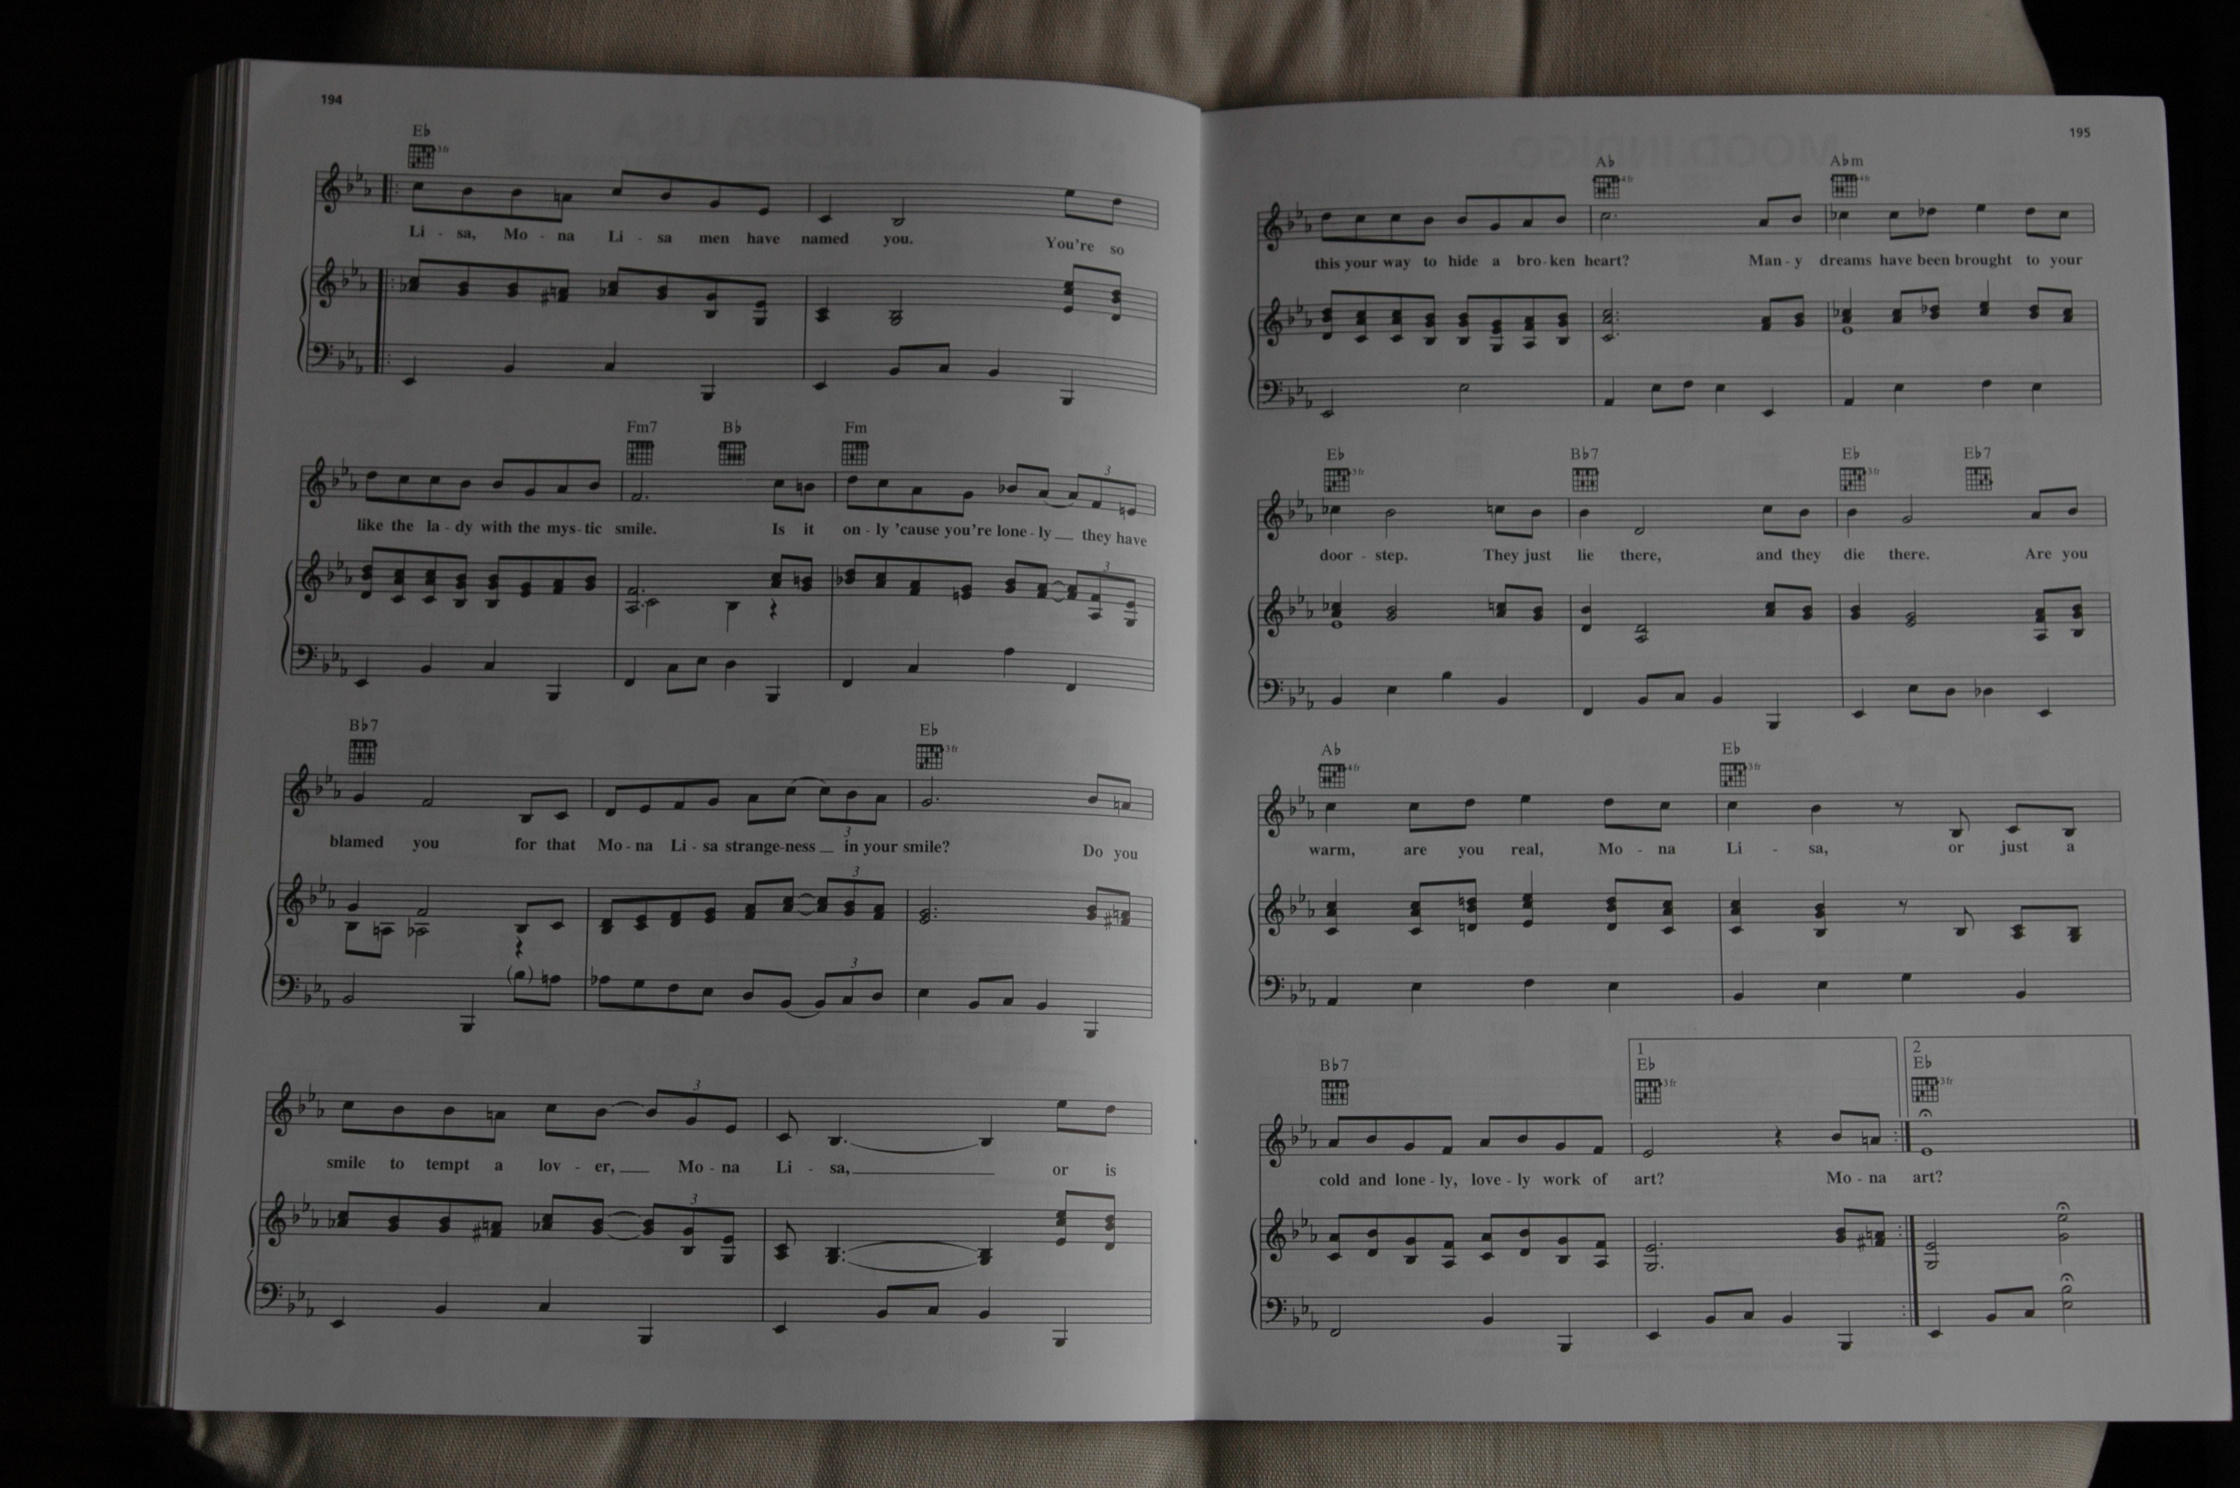 194
E♭
3fr
Li - sa, Mo - na Li - sa men have named you. You're so
Fm7 B♭ Fm
3
like the la - dy with the mys - tic smile. Is it on - ly 'cause you're lone - ly they have
3
B♭7 E♭
3fr
3
blamed you for that Mo - na Li - sa strange - ness in your smile? Do you
3
3
3
smile to tempt a lov - er, Mo - na Li - sa, or is
3
195
A♭ A♭m
4fr 4fr
this your way to hide a bro - ken heart? Man - y dreams have been brought to your
E♭ B♭7 E♭ E♭7
3fr 3fr
door - step. They just lie there, and they die there. Are you
A♭ E♭
4fr 3fr
warm, are you real, Mo - na Li - sa, or just a
1 2
B♭7 E♭ E♭
3fr 3fr
cold and lone - ly, love - ly work of art? Mo - na art?
MONA LISA
MOOD INDIGO